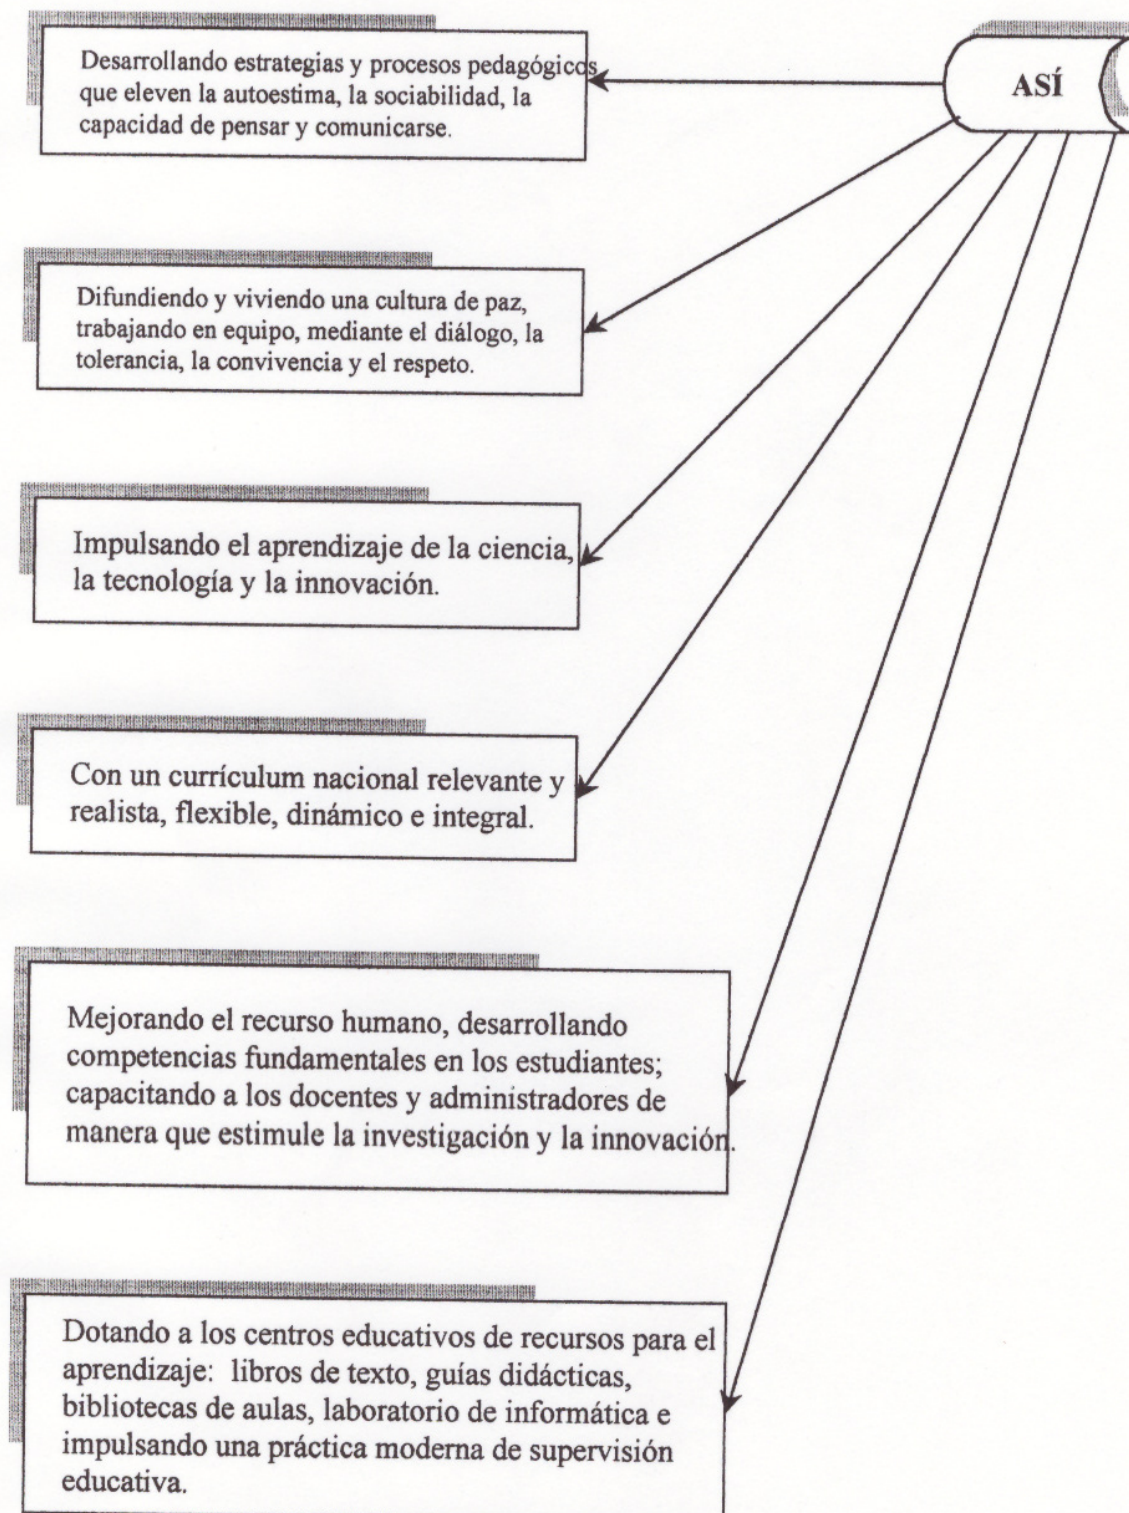 ASÍ
Desarrollando estrategias y procesos pedagógicos
que eleven la autoestima, la sociabilidad, la
capacidad de pensar y comunicarse.
Difundiendo y viviendo una cultura de paz,
trabajando en equipo, mediante el diálogo, la
tolerancia, la convivencia y el respeto.
Impulsando el aprendizaje de la ciencia,
la tecnología y la innovación.
Con un currículum nacional relevante y
realista, flexible, dinámico e integral.
Mejorando el recurso humano, desarrollando
competencias fundamentales en los estudiantes;
capacitando a los docentes y administradores de
manera que estimule la investigación y la innovación.
Dotando a los centros educativos de recursos para el
aprendizaje: libros de texto, guías didácticas,
bibliotecas de aulas, laboratorio de informática e
impulsando una práctica moderna de supervisión
educativa.